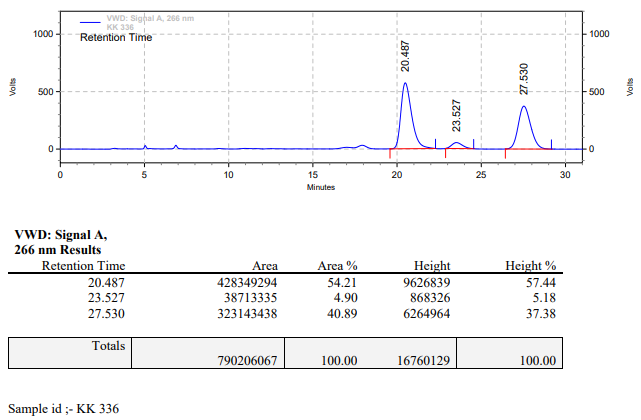 VWD: Signal A, 266 nm
KK 336
Retention Time
1000
500
0
Volts
20.487
23.527
27.530
1000
500
0
Volts
0 5 10 15 20 25 30
Minutes
VWD: Signal A,
266 nm Results
Retention Time Area Area % Height Height %
20.487 428349294 54.21 9626839 57.44
23.527 38713335 4.90 868326 5.18
27.530 323143438 40.89 6264964 37.38
Totals
790206067 100.00 16760129 100.00
Sample id ;- KK 336